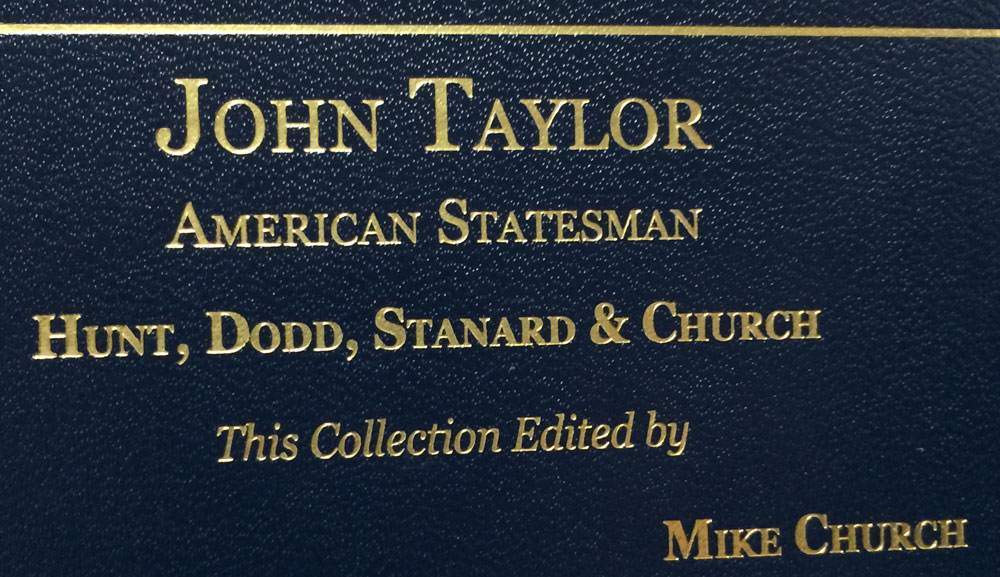 John Taylor
American Statesman
Hunt, Dodd, Stanard & Church
This Collection Edited by
Mike Church